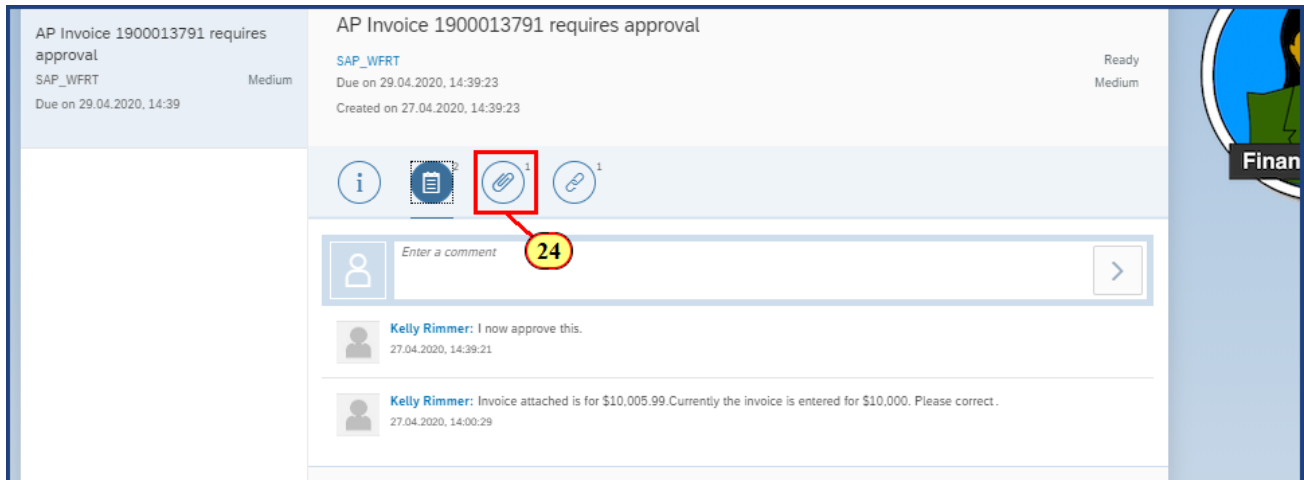 AP Invoice 1900013791 requires
approval
SAP_WFRT Medium
Due on 29.04.2020, 14:39
AP Invoice 1900013791 requires approval
SAP_WFRT Ready
Due on 29.04.2020, 14:39:23 Medium
Created on 27.04.2020, 14:39:23
i 2 1 1
Enter a comment
24
Kelly Rimmer: I now approve this.
27.04.2020, 14:39:21
Kelly Rimmer: Invoice attached is for $10,005.99.Currently the invoice is entered for $10,000. Please correct.
27.04.2020, 14:00:29
Finan